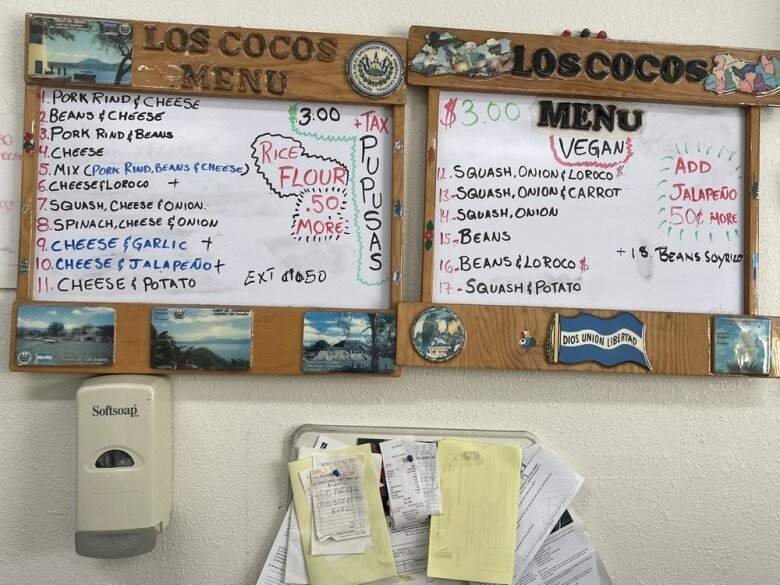 LOS COCOS
MENU
1. PORK RIND & CHEESE
2 BEANS & CHEESE
3. PORK RIND & BEANS
4. CHEESE
5. MIX (PORK RIND, BEANS & CHEESE)
6. CHEESE & LOROCO +
7. SQUASH, CHEESE & ONION.
8. SPINACH, CHEESE & ONION
9. CHEESE & GARLIC +
10. CHEESE & JALAPEÑO +
11. CHEESE & POTATO
3.00 + TAX
PUPUSAS
RICE
FLOUR
.50
MORE
LOS COCOS
$3.00 MENU
VEGAN
12. SQUASH, ONION & LOROCO $
13. SQUASH, ONION & CARROT
14. SQUASH, ONION
15. BEANS
16. BEANS & LOROCO $
17. SQUASH & POTATO
ADD
JALAPEÑO
50¢ MORE
+ 18. BEANS SOYRIZO
DIOS UNION LIBERTAD
Softsoap